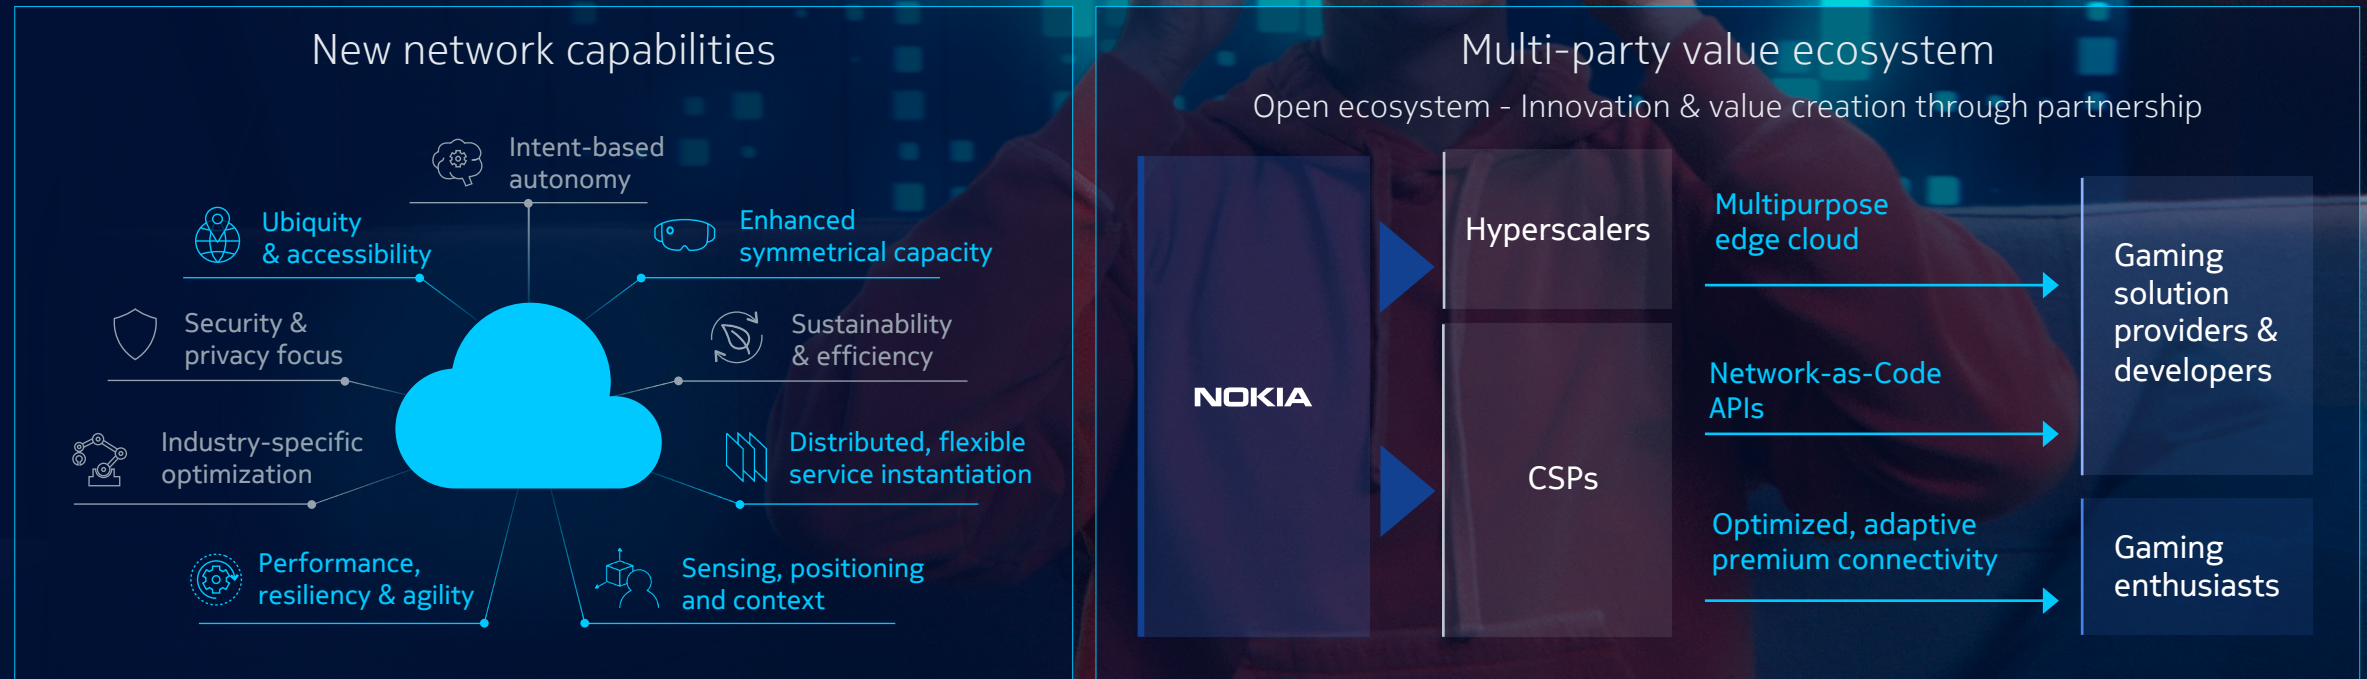 New network capabilities
Intent-based
autonomy
Ubiquity
& accessibility
Enhanced
symmetrical capacity
Security &
privacy focus
Sustainability
& efficiency
Industry-specific
optimization
Distributed, flexible
service instantiation
Performance,
resiliency & agility
Sensing, positioning
and context
Multi-party value ecosystem
Open ecosystem - Innovation & value creation through partnership
NOKIA
Hyperscalers
CSPs
Multipurpose
edge cloud
Network-as-Code
APIs
Optimized, adaptive
premium connectivity
Gaming
solution
providers &
developers
Gaming
enthusiasts